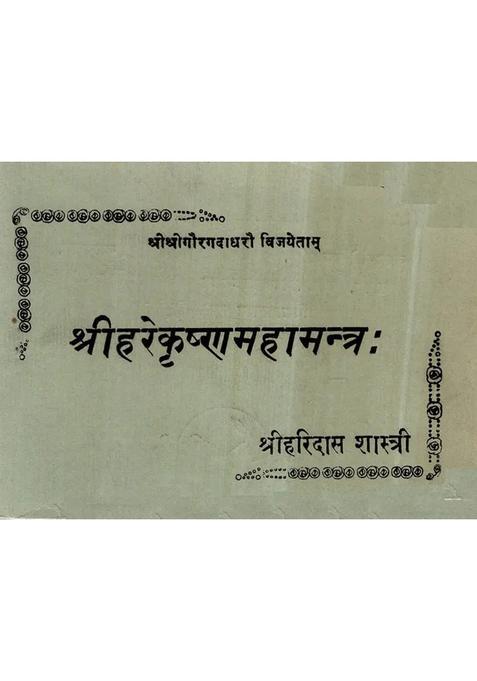 श्रीश्रीगौरगदाधरौ विजयेताम्
श्रीहरेकृष्णमहामन्त्रः
श्रीहरिदास शास्त्री